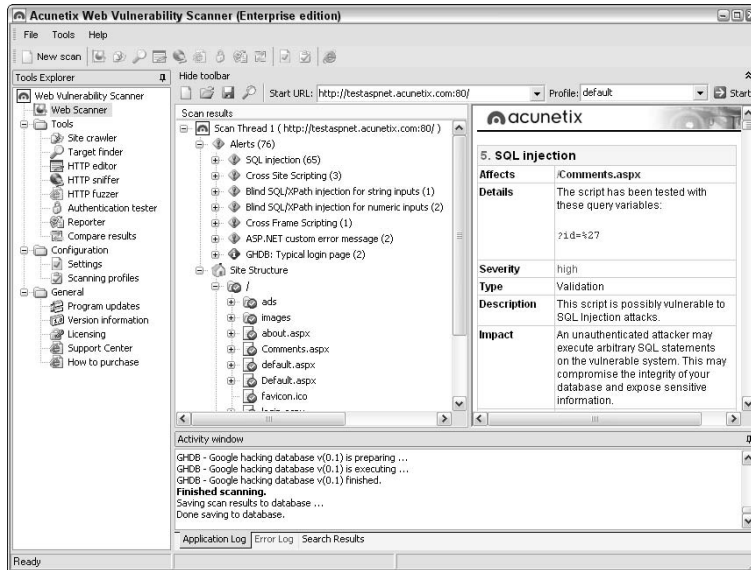 Acunetix Web Vulnerability Scanner (Enterprise edition)
File Tools Help
New scan
Tools Explorer
Web Vulnerability Scanner
Web Scanner
Tools
Site crawler
Target finder
HTTP editor
HTTP sniffer
HTTP fuzzer
Authentication tester
Reporter
Compare results
Configuration
Settings
Scanning profiles
General
Program updates
Version information
Licensing
Support Center
How to purchase
Hide toolbar
Start URL: http://testaspnet.acunetix.com:80/
Profile: default
Start
Scan results
Scan Thread 1 ( http://testaspnet.acunetix.com:80/ )
Alerts (76)
SQL injection (65)
Cross Site Scripting (3)
Blind SQL/XPath injection for string inputs (1)
Blind SQL/XPath injection for numeric inputs (2)
Cross Frame Scripting (1)
ASP.NET custom error message (2)
GHDB: Typical login page (2)
Site Structure
/
ads
images
about.aspx
Comments.aspx
default.aspx
Default.aspx
favicon.ico
login.aspx
acunetix
5. SQL injection
Affects /Comments.aspx
Details The script has been tested with
these query variables:
?id=%27
Severity high
Type Validation
Description This script is possibly vulnerable to
SQL Injection attacks.
Impact An unauthenticated attacker may
execute arbitrary SQL statements
on the vulnerable system. This may
compromise the integrity of your
database and expose sensitive
information.
Activity window
GHDB - Google hacking database v(0.1) is preparing ...
GHDB - Google hacking database v(0.1) is executing ...
GHDB - Google hacking database v(0.1) finished.
Finished scanning.
Saving scan results to database ...
Done saving to database.
Application Log Error Log Search Results
Ready